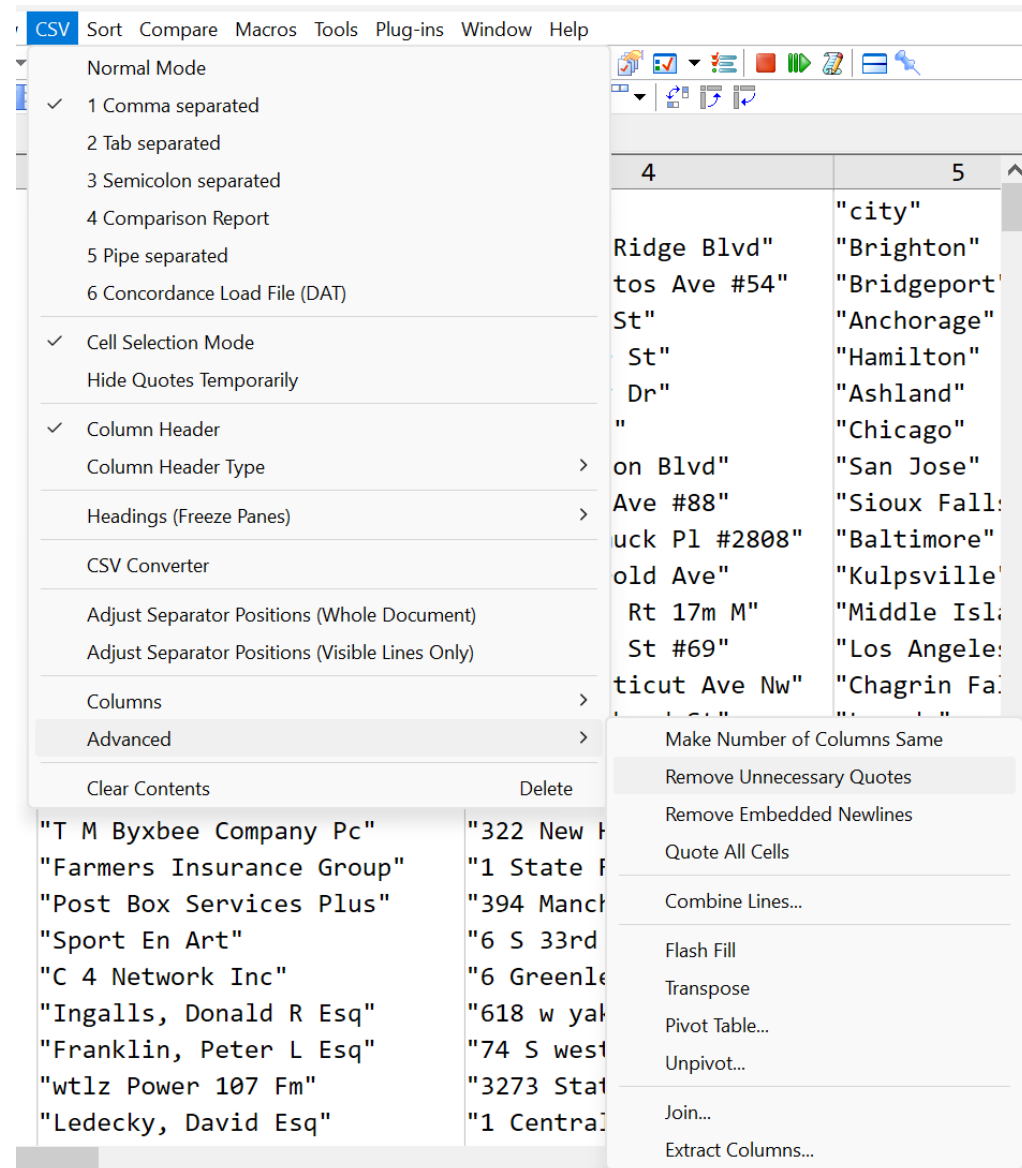 CSV Sort Compare Macros Tools Plug-ins Window Help
Normal Mode
1 Comma separated
2 Tab separated
3 Semicolon separated
4 Comparison Report
5 Pipe separated
6 Concordance Load File (DAT)
Cell Selection Mode
Hide Quotes Temporarily
Column Header
Column Header Type
Headings (Freeze Panes)
CSV Converter
Adjust Separator Positions (Whole Document)
Adjust Separator Positions (Visible Lines Only)
Columns
Advanced
Clear Contents Delete
4 5
"city"
Ridge Blvd" "Brighton"
tos Ave #54" "Bridgeport"
St" "Anchorage"
St" "Hamilton"
Dr" "Ashland"
" "Chicago"
on Blvd" "San Jose"
Ave #88" "Sioux Falls
uck Pl #2808" "Baltimore"
old Ave" "Kulpsville"
Rt 17m M" "Middle Isla
St #69" "Los Angeles
ticut Ave Nw" "Chagrin Fal
Make Number of Columns Same
Remove Unnecessary Quotes
Remove Embedded Newlines
Quote All Cells
Combine Lines...
Flash Fill
Transpose
Pivot Table...
Unpivot...
Join...
Extract Columns...
"T M Byxbee Company Pc" "322 New H
"Farmers Insurance Group" "1 State F
"Post Box Services Plus" "394 Manch
"Sport En Art" "6 S 33rd
"C 4 Network Inc" "6 Greenle
"Ingalls, Donald R Esq" "618 w yak
"Franklin, Peter L Esq" "74 S west
"wtlz Power 107 Fm" "3273 Stat
"Ledecky, David Esq" "1 Central